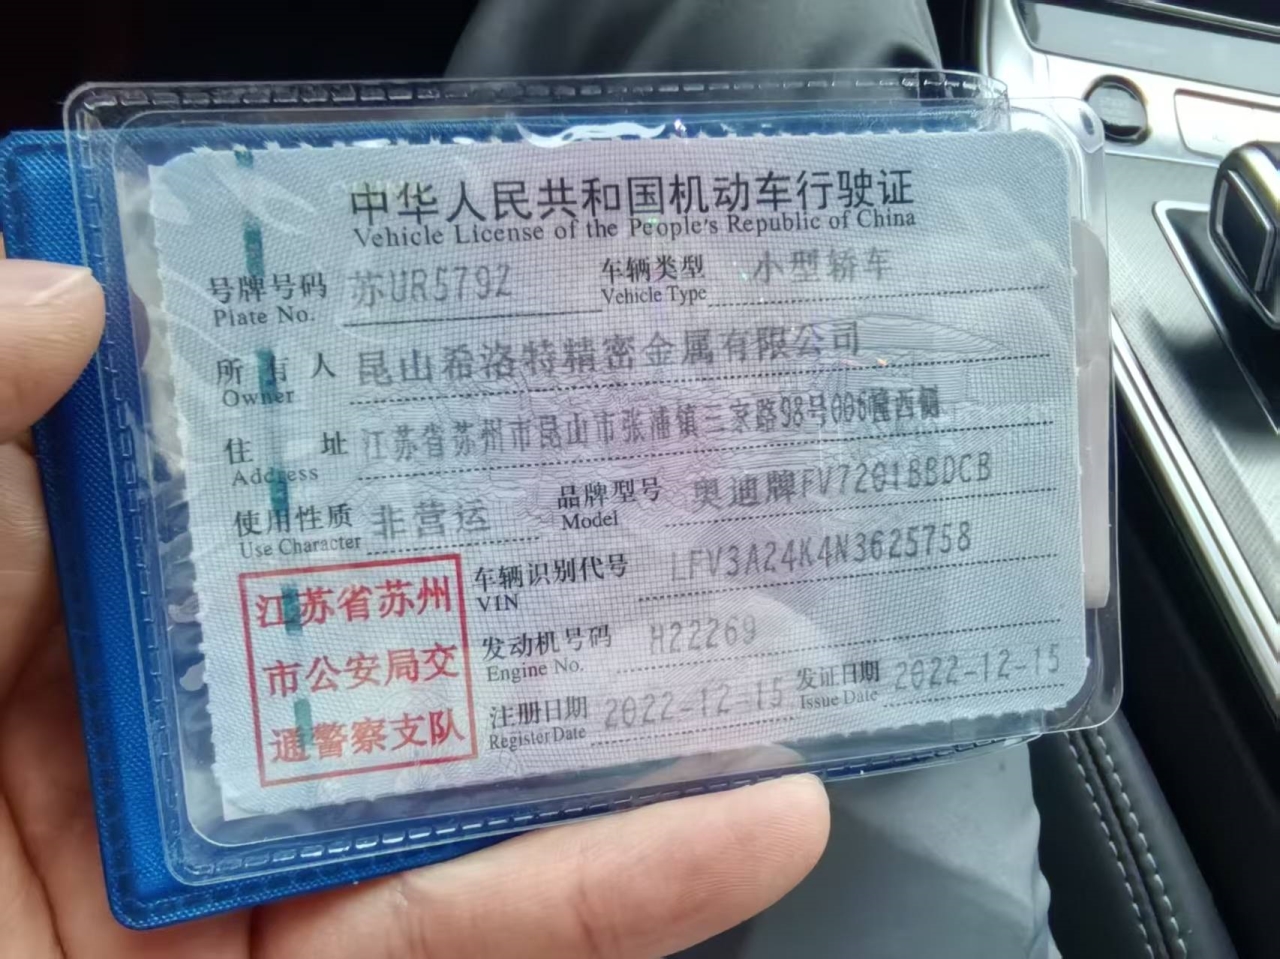 中华人民共和国机动车行驶证
Vehicle License of the People's Republic of China
号牌号码 苏UR579Z 车辆类型 小型轿车
Plate No. Vehicle Type
所有人 昆山希洛特精密金属有限公司
Owner
住址 江苏省苏州市昆山市张浦镇三家路98号006幢西侧
Address
使用性质 非营运 品牌型号 奥迪牌FV7201BBDCB
Use Character Model
车辆识别代号 LFV3A24K4N3625758
VIN
发动机号码 H22269
Engine No.
注册日期 2022-12-15 发证日期 2022-12-15
Register Date Issue Date
江苏省苏州
市公安局交
通警察支队